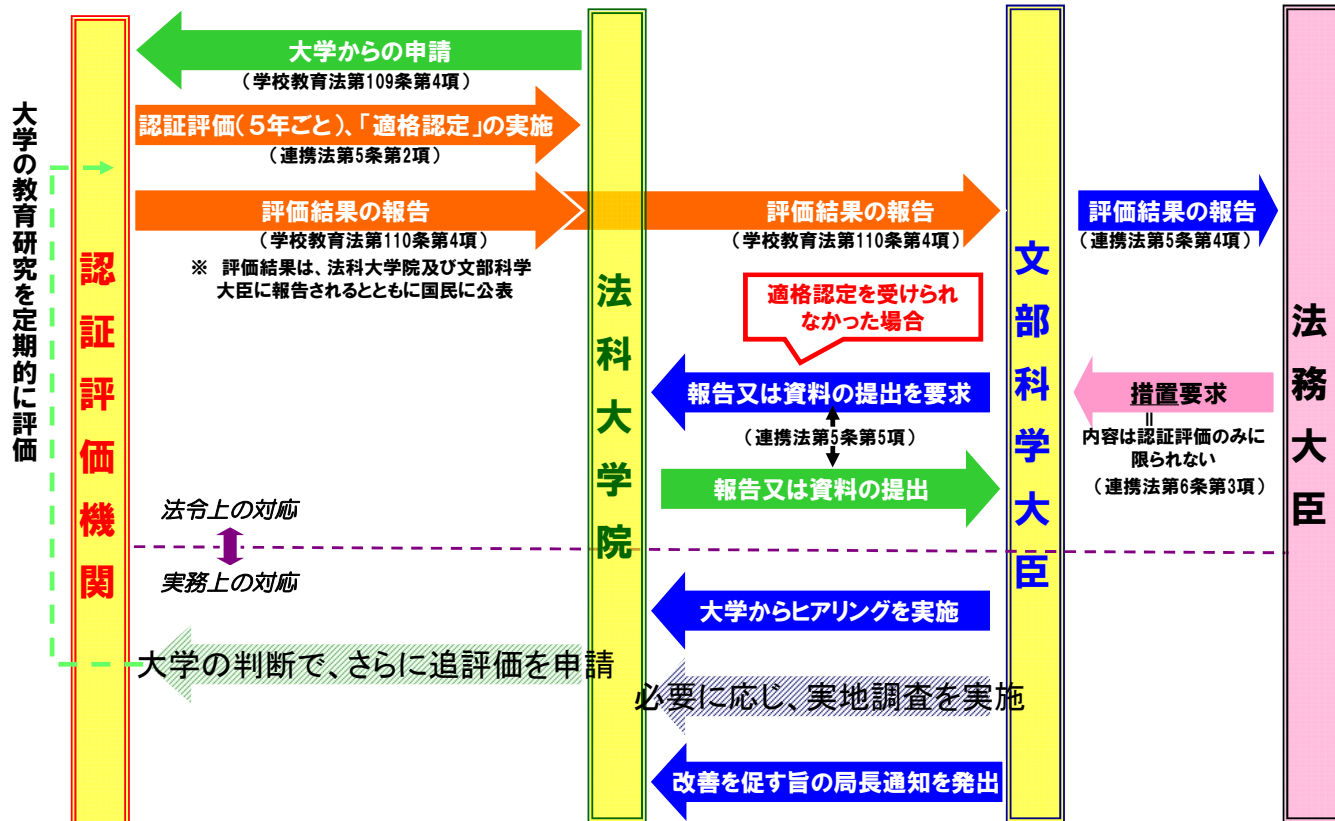 大学からの申請
（学校教育法第109条第4項）
認証評価（５年ごと）、「適格認定」の実施
（連携法第5条第2項）
評価結果の報告
（学校教育法第110条第4項）
※　評価結果は、法科大学院及び文部科学
大臣に報告されるとともに国民に公表
評価結果の報告
（学校教育法第110条第4項）
評価結果の報告
（連携法第5条第4項）
大学の教育研究を定期的に評価
認証評価機関
法科大学院
文部科学大臣
法務大臣
適格認定を受けられ
なかった場合
報告又は資料の提出を要求
（連携法第5条第5項）
報告又は資料の提出
措置要求
＝
内容は認証評価のみに
限られない
（連携法第6条第3項）
法令上の対応
実務上の対応
大学からヒアリングを実施
大学の判断で、さらに追評価を申請
必要に応じ、実地調査を実施
改善を促す旨の局長通知を発出